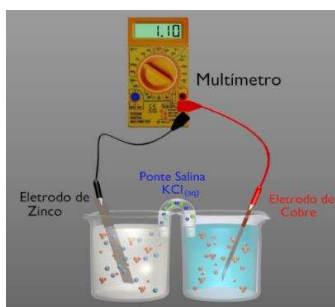 1.10
Multímetro
Ponte Salina
KCl(aq)
Eletrodo de
Zinco
Eletrodo de
Cobre